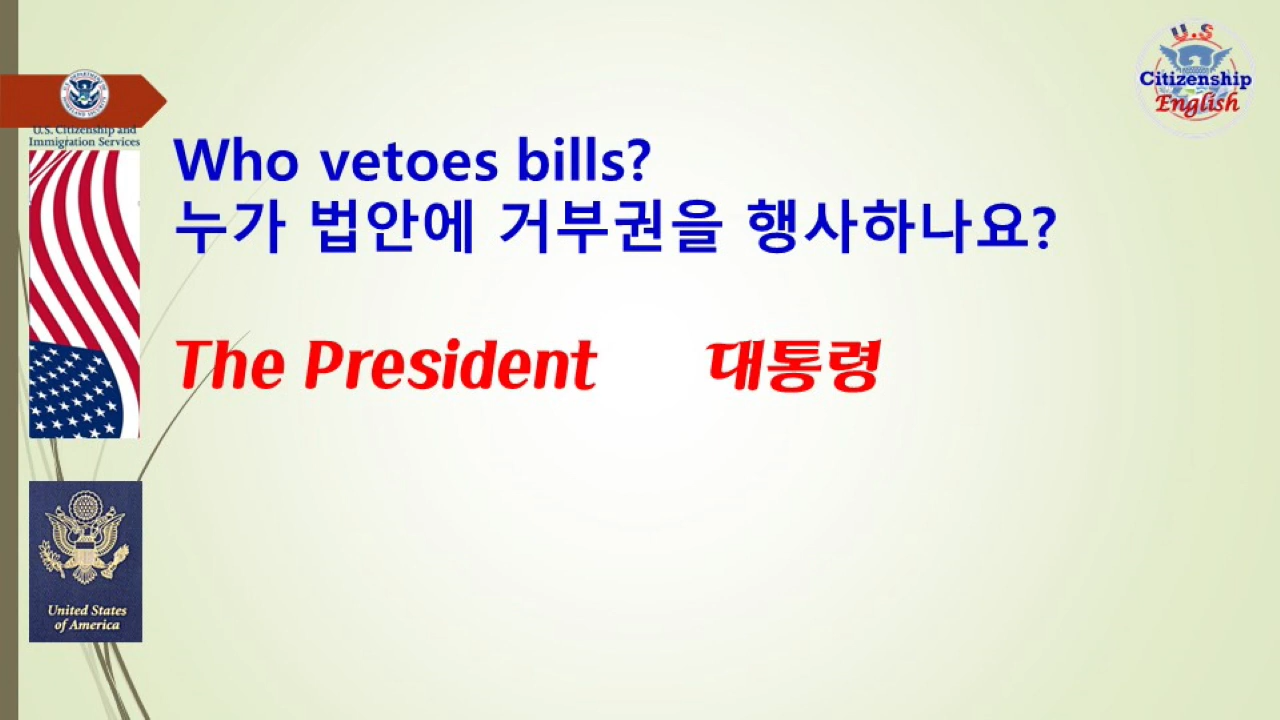 U.S
Citizenship
English
U.S. Citizenship and
Immigration Services
Who vetoes bills?
누가 법안에 거부권을 행사하나요?
The President 대통령
United States
of America